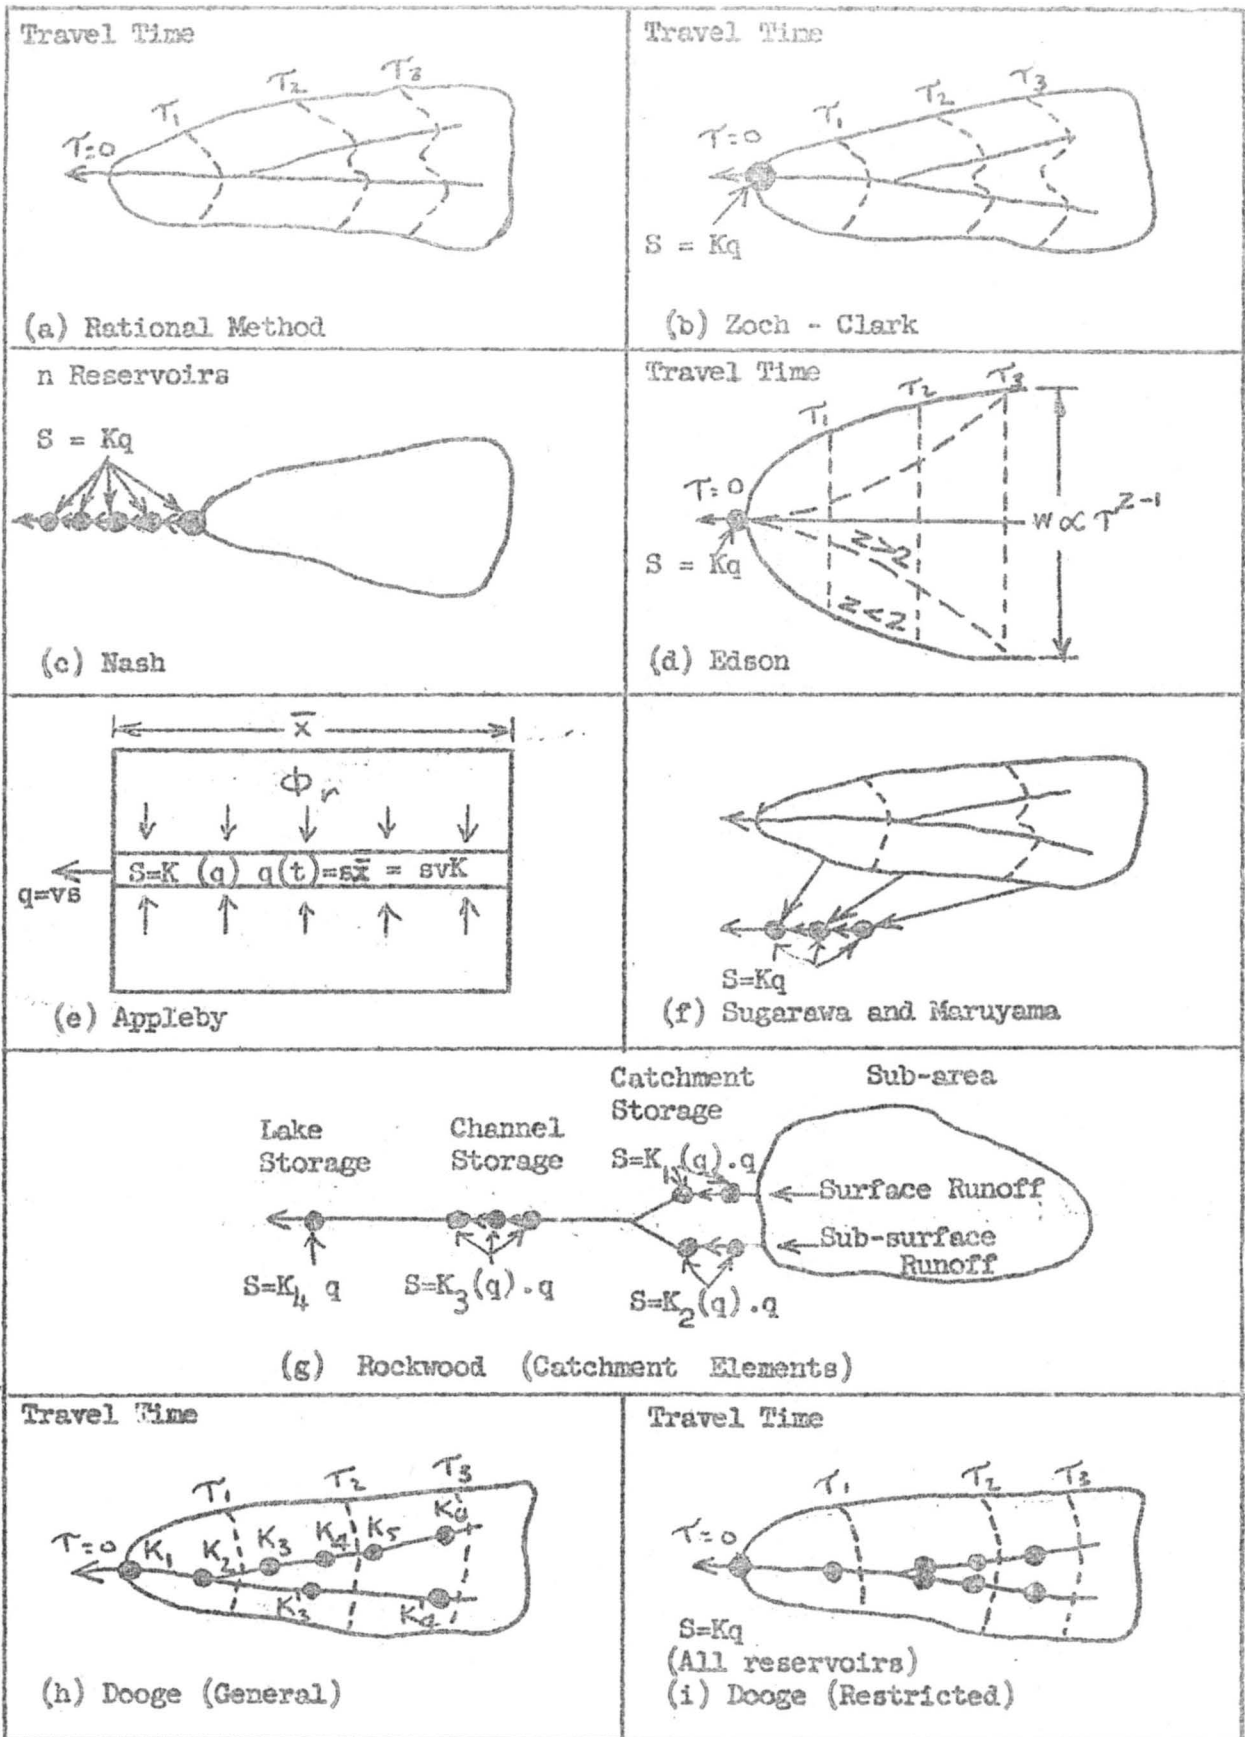 Travel Time
T₃
T₂
T₁
T=0
(a) Rational Method
Travel Time
T₃
T₂
T₁
T=0
S = Kq
(b) Zoch - Clark
n Reservoirs
S = Kq
(c) Nash
Travel Time
T₃
T₂
T₁
T=0
W ∝ T^Z-1
Z>2
S = Kq
Z<2
(d) Edson
x̄
Φr
S=K (q) q(t)=sx̄ = svK
q=vs
(e) Appleby
S=Kq
(f) Sugarawa and Maruyama
Catchment
Storage
Sub-area
Lake
Storage
Channel
Storage
S=K₁(q).q
Surface Runoff
Sub-surface
Runoff
S=K₄ q
S=K₃(q).q
S=K₂(q).q
(g) Rockwood (Catchment Elements)
Travel Time
T₁
T₂
T₃
T=0
K₁
K₂
K₃
K₄
K₅
K'₃
K'₄
(h) Dooge (General)
Travel Time
T₁
T₂
T₃
T=0
S=Kq
(All reservoirs)
(i) Dooge (Restricted)